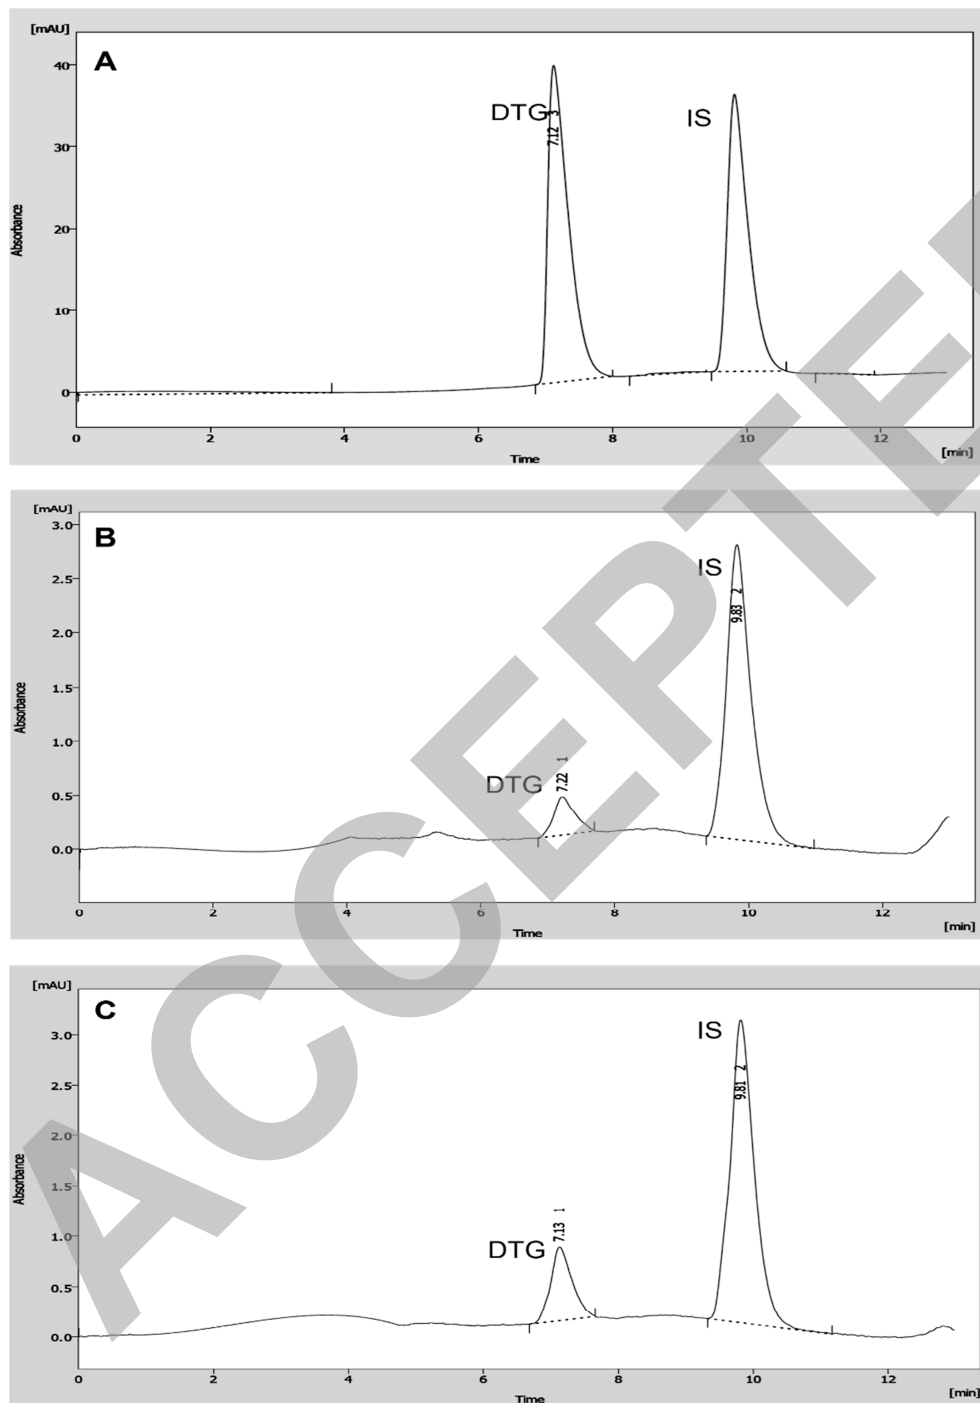 [mAU]
A
40
30
20
10
0
Absorbance
DTG
7.12 3
IS
0 2 4 6 8 10 12
Time
[min]
[mAU]
B
3.0
2.5
2.0
1.5
1.0
0.5
0.0
Absorbance
DTG
7.22 1
IS
9.83 2
0 2 4 6 8 10 12
Time
[min]
[mAU]
C
3.0
2.5
2.0
1.5
1.0
0.5
0.0
Absorbance
DTG
7.13 1
IS
9.81 2
0 2 4 6 8 10 12
Time
[min]
ACCEPTE